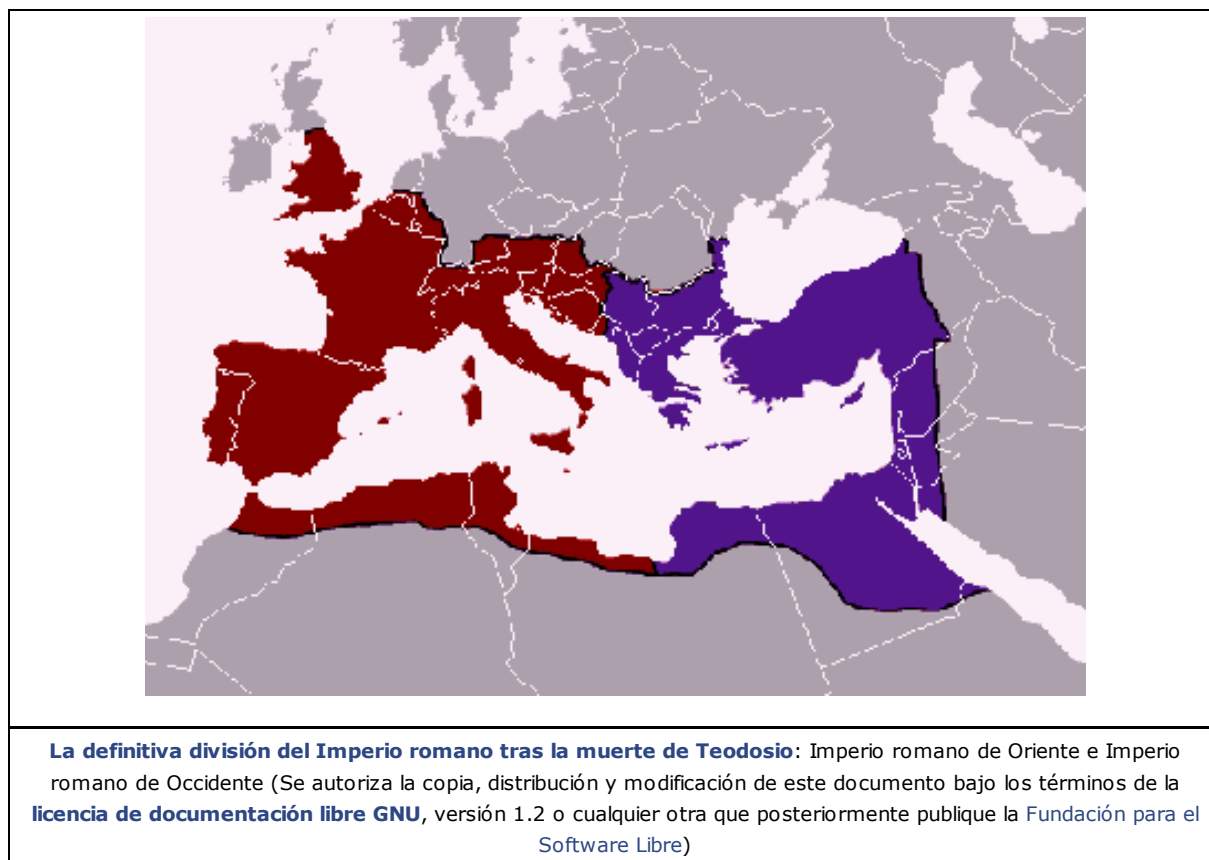 La definitiva división del Imperio romano tras la muerte de Teodosio: Imperio romano de Oriente e Imperio
romano de Occidente (Se autoriza la copia, distribución y modificación de este documento bajo los términos de la
licencia de documentación libre GNU, versión 1.2 o cualquier otra que posteriormente publique la Fundación para el
Software Libre)